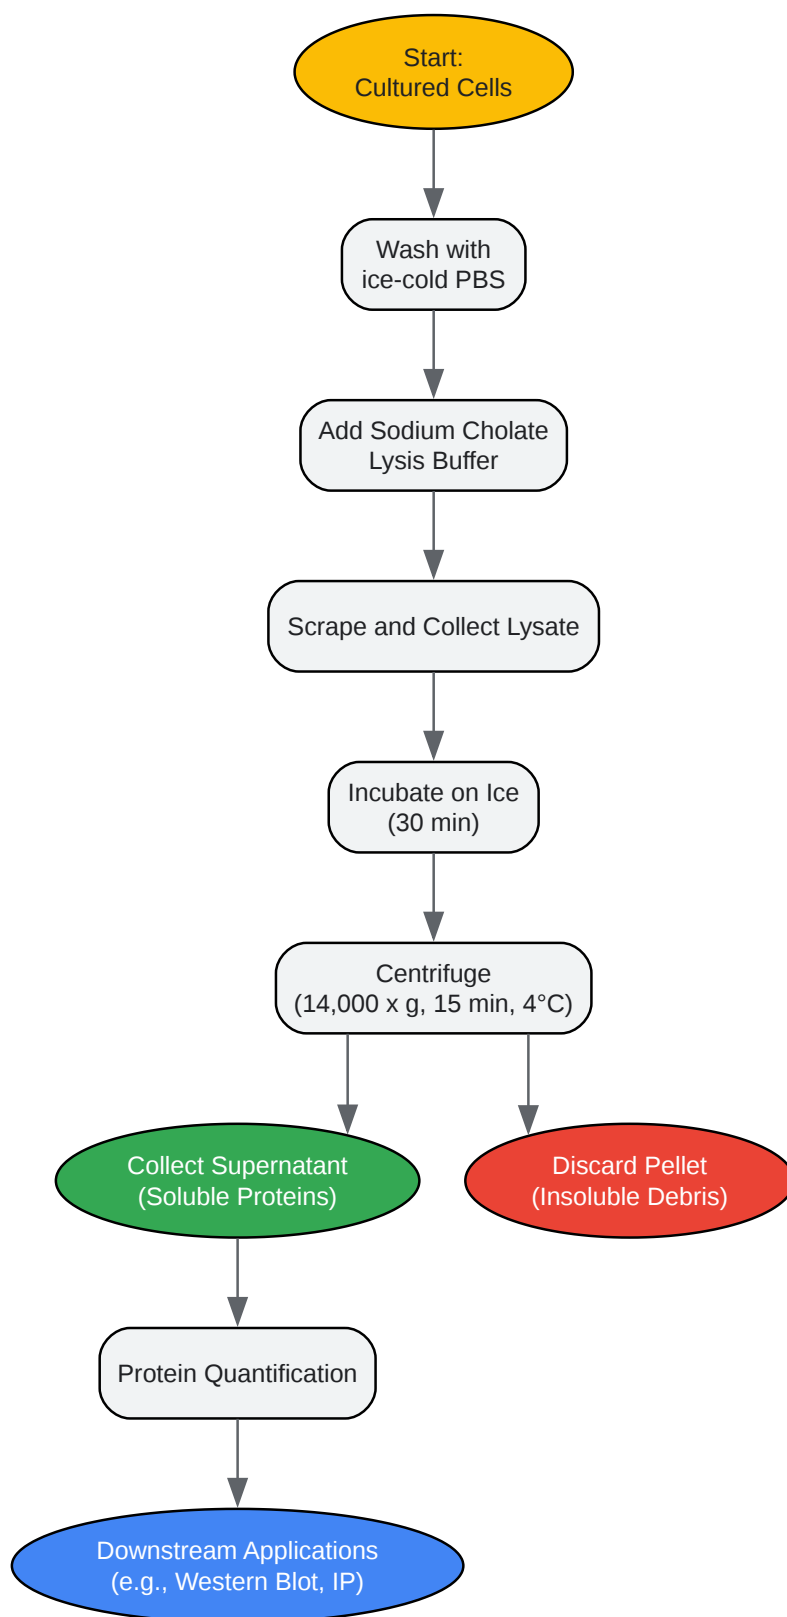 Start:
Cultured Cells
Wash with
ice-cold PBS
Add Sodium Cholate
Lysis Buffer
Scrape and Collect Lysate
Incubate on Ice
(30 min)
Centrifuge
(14,000 x g, 15 min, 4°C)
Collect Supernatant
(Soluble Proteins)
Discard Pellet
(Insoluble Debris)
Protein Quantification
Downstream Applications
(e.g., Western Blot, IP)